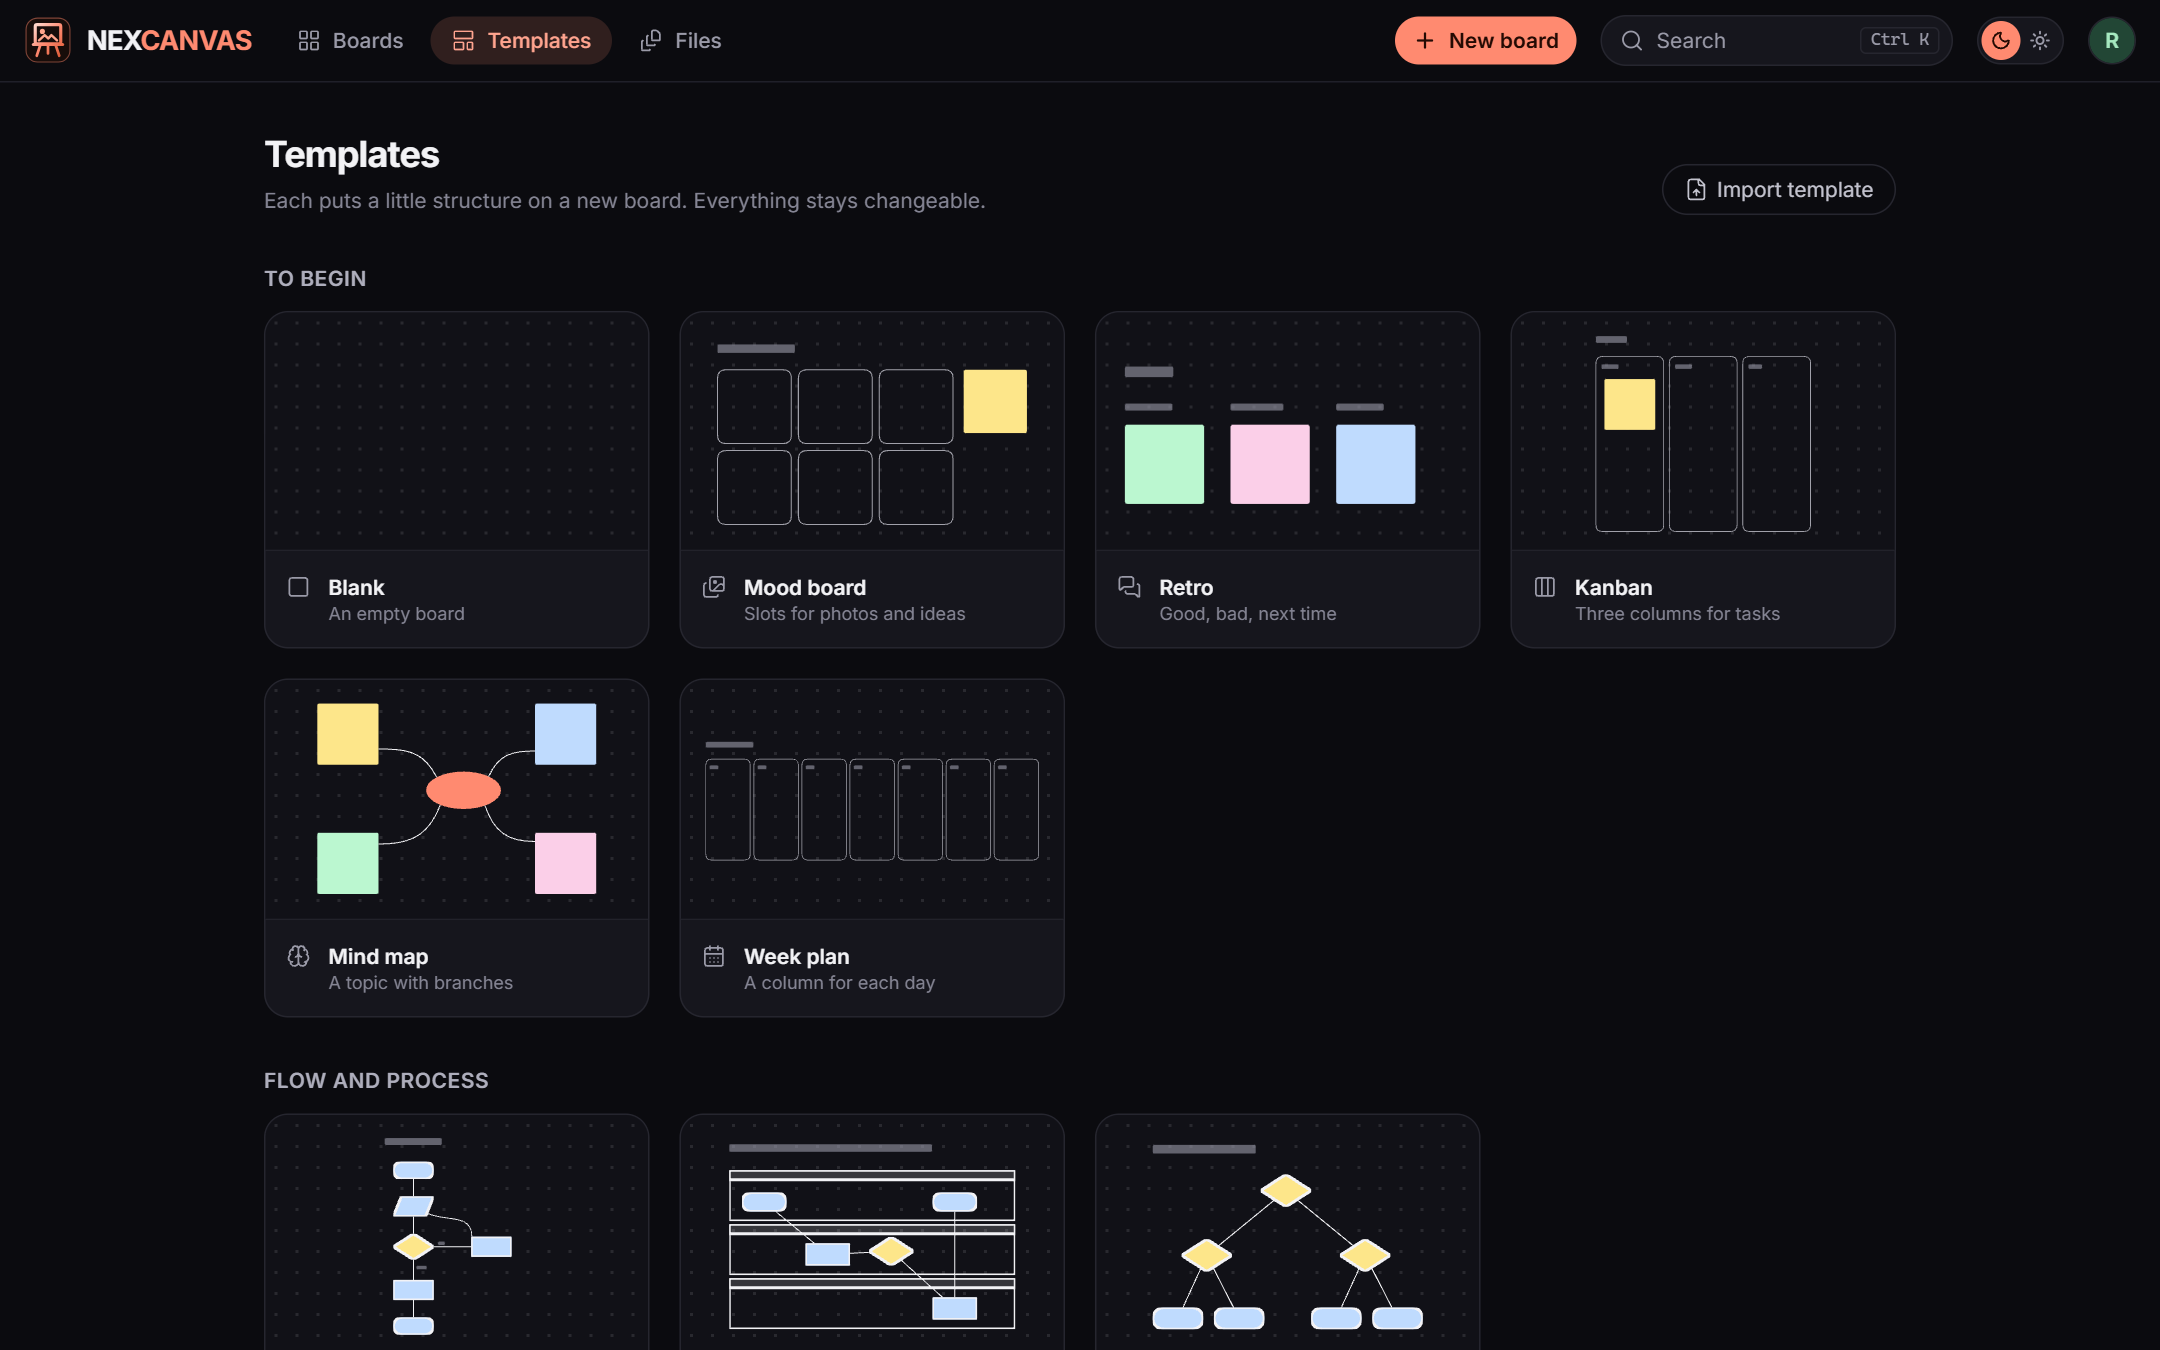 NEXCANVAS
Boards
Templates
Files
New board
Search
Ctrl K
R
Templates
Each puts a little structure on a new board. Everything stays changeable.
Import template
TO BEGIN
Blank
An empty board
Mood board
Slots for photos and ideas
Retro
Good, bad, next time
Kanban
Three columns for tasks
Mind map
A topic with branches
Week plan
A column for each day
FLOW AND PROCESS